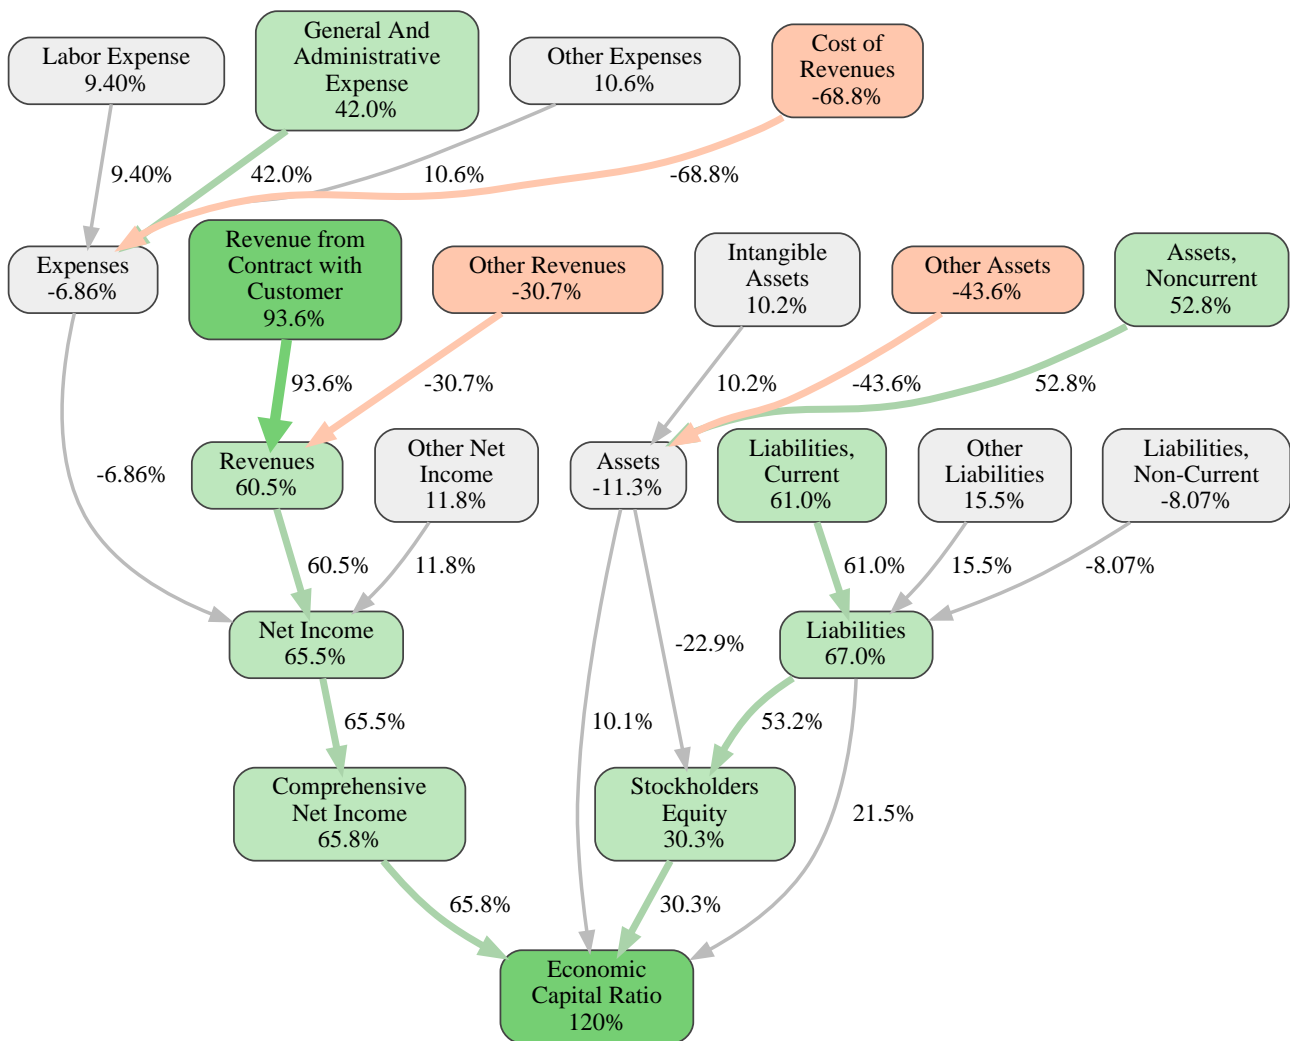 Labor Expense
9.40%
General And
Administrative
Expense
42.0%
Other Expenses
10.6%
Cost of
Revenues
-68.8%
9.40%
42.0%
10.6%
-68.8%
Expenses
-6.86%
Revenue from
Contract with
Customer
93.6%
Other Revenues
-30.7%
Intangible
Assets
10.2%
Other Assets
-43.6%
Assets,
Noncurrent
52.8%
93.6%
-30.7%
10.2%
-43.6%
52.8%
-6.86%
Revenues
60.5%
Other Net
Income
11.8%
Assets
-11.3%
Liabilities,
Current
61.0%
Other
Liabilities
15.5%
Liabilities,
Non-Current
-8.07%
60.5%
11.8%
61.0%
15.5%
-8.07%
Net Income
65.5%
-22.9%
Liabilities
67.0%
65.5%
10.1%
53.2%
Comprehensive
Net Income
65.8%
Stockholders
Equity
30.3%
21.5%
65.8%
30.3%
Economic
Capital Ratio
120%